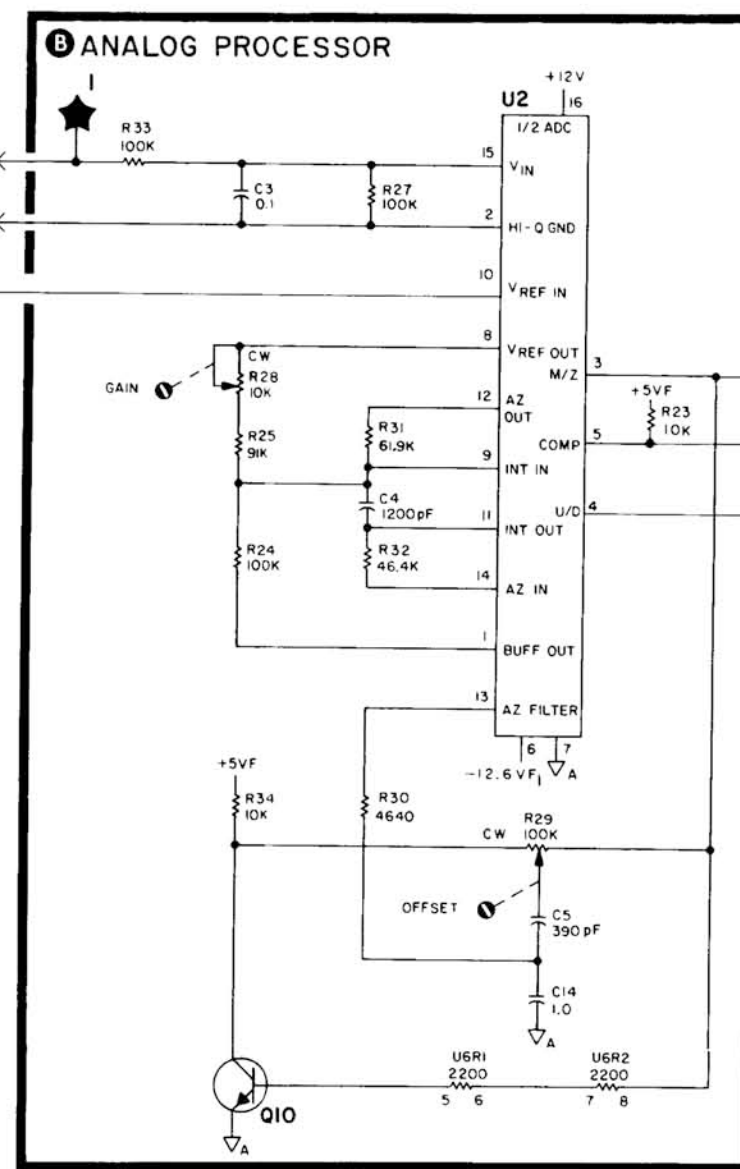 B ANALOG PROCESSOR
1
+12V
U2
16
1/2 ADC
R33
100K
15
VIN
C3
0.1
R27
100K
2
HI-Q GND
10
VREF IN
8
VREF OUT
CW
M/Z
3
GAIN
R28
10K
12
AZ
OUT
+5VF
R23
10K
R31
61.9K
R25
91K
COMP
5
9
INT IN
C4
1200pF
U/D
4
11
INT OUT
R24
100K
R32
46.4K
14
AZ IN
1
BUFF OUT
13
AZ FILTER
6
7
-12.6VF1
A
+5VF
R34
10K
R30
4640
R29
CW 100K
OFFSET
C5
390pF
C14
1.0
A
U6R1
2200
U6R2
2200
5 6
7 8
Q10
A